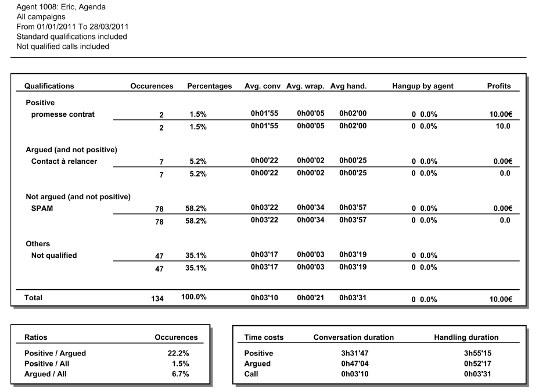 Agent 1008: Eric, Agenda
All campaigns
From 01/01/2011 To 28/03/2011
Standard qualifications included
Not qualified calls included
Qualifications Occurences Percentages Avg. conv Avg. wrap. Avg hand. Hangup by agent Profits
Positive
promesse contrat 2 1.5% 0h01'55 0h00'05 0h02'00 0 0.0% 10.00€
2 1.5% 0h01'55 0h00'05 0h02'00 0 0.0% 10.0
Argued (and not positive)
Contact à relancer 7 5.2% 0h00'22 0h00'02 0h00'25 0 0.0% 0.00€
7 5.2% 0h00'22 0h00'02 0h00'25 0 0.0% 0.0
Not argued (and not positive)
SPAM 78 58.2% 0h03'22 0h00'34 0h03'57 0 0.0% 0.00€
78 58.2% 0h03'22 0h00'34 0h03'57 0 0.0% 0.0
Others
Not qualified 47 35.1% 0h03'17 0h00'03 0h03'19 0 0.0%
47 35.1% 0h03'17 0h00'03 0h03'19 0 0.0%
Total 134 100.0% 0h03'10 0h00'21 0h03'31 0 0.0% 10.00€
Ratios Occurences
Positive / Argued 22.2%
Positive / All 1.5%
Argued / All 6.7%
Time costs Conversation duration Handling duration
Positive 3h31'47 3h55'15
Argued 0h47'04 0h52'17
Call 0h03'10 0h03'31